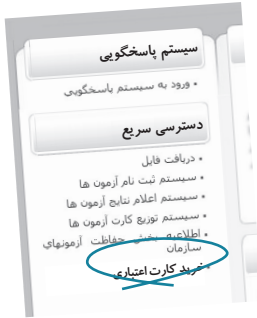 سیستم پاسخگویی
• ورود به سیستم پاسخگویی
دسترسی سریع
• دریافت فایل
• سیستم ثبت نام آزمون ها
• سیستم اعلام نتایج آزمون ها
• سیستم توزیع کارت آزمون ها
• اطلاعیه بخش حفاظت آزمونهای
سازمان
• خرید کارت اعتباری